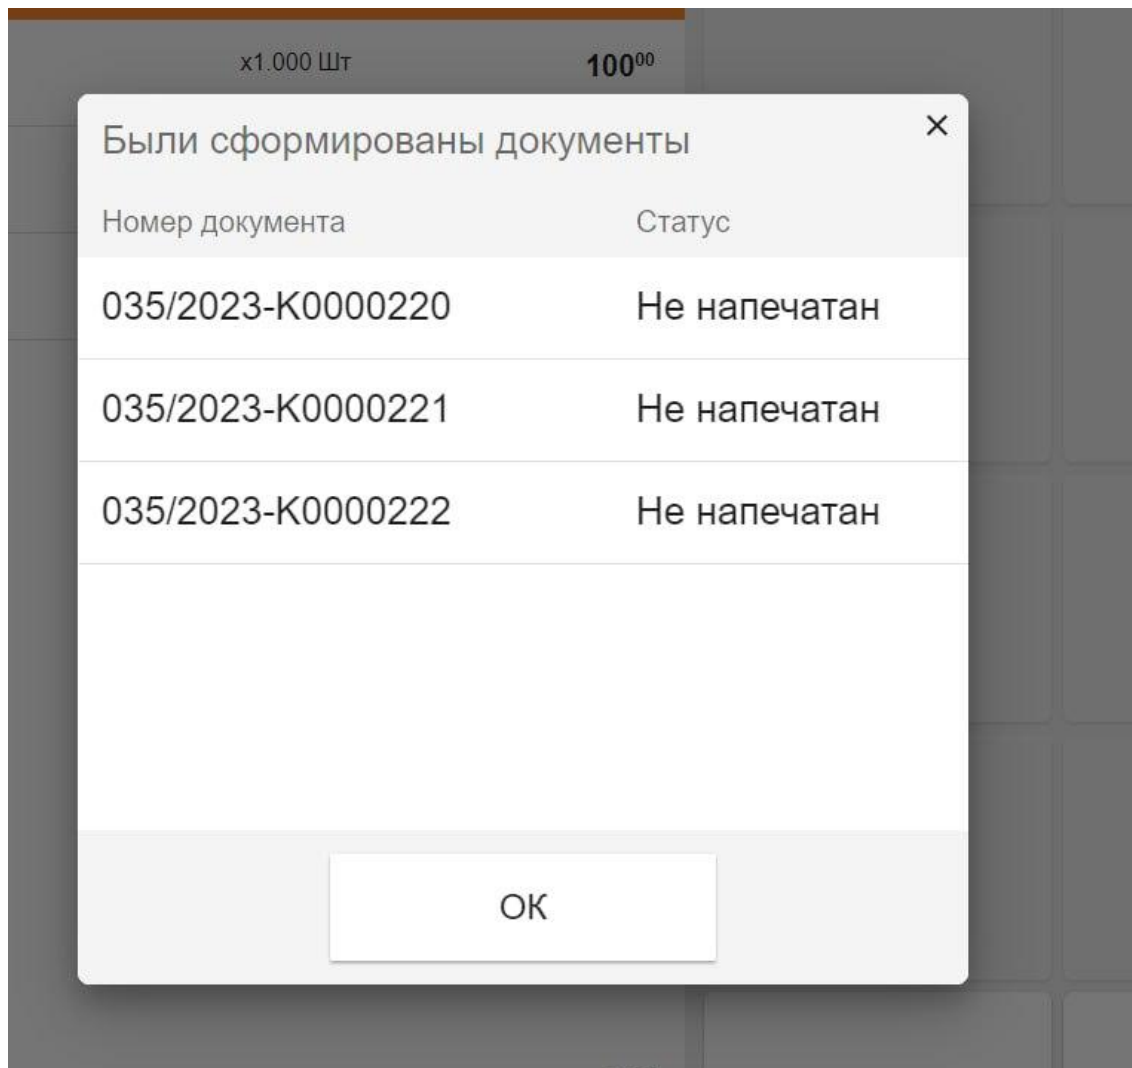 x1.000 Шт 100⁰⁰
Были сформированы документы ×
Номер документа Статус
035/2023-K0000220 Не напечатан
035/2023-K0000221 Не напечатан
035/2023-K0000222 Не напечатан
ОК